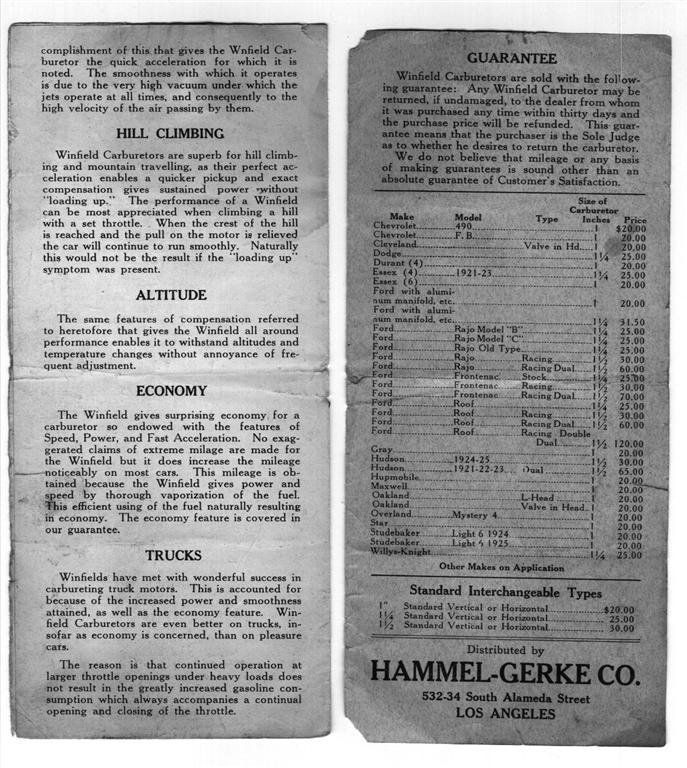 complishment of this that gives the Wnfield Car-
buretor the quick acceleration for which it is
noted. The smoothness with which it operates
is due to the very high vacuum under which the
jets operate at all times, and consequently to the
high velocity of the air passing by them.
HILL CLIMBING
Winfield Carburetors are superb for hill climb-
ing and mountain travelling, as their perfect ac-
celeration enables a quicker pickup and exact
compensation gives sustained power without
"loading up." The performance of a Winfield
can be most appreciated when climbing a hill
with a set throttle. When the crest of the hill
is reached and the pull on the motor is relieved
the car will continue to run smoothly. Naturally
this would not be the result if the "loading up"
symptom was present.
ALTITUDE
The same features of compensation referred
to heretofore that gives the Winfield all around
performance enables it to withstand altitudes and
temperature changes without annoyance of fre-
quent adjustment.
ECONOMY
The Winfield gives surprising economy for a
carburetor so endowed with the features of
Speed, Power, and Fast Acceleration. No exag-
gerated claims of extreme milage are made for
the Winfield but it does increase the mileage
noticeably on most cars. This mileage is ob-
tained because the Winfield gives power and
speed by thorough vaporization of the fuel.
This efficient using of the fuel naturally resulting
in economy. The economy feature is covered in
our guarantee.
TRUCKS
Winfields have met with wonderful success in
carbureting truck motors. This is accounted for
because of the increased power and smoothness
attained, as well as the economy feature. Win-
field Carburetors are even better on trucks, in-
sofar as economy is concerned, than on pleasure
cars.
The reason is that continued operation at
larger throttle openings under heavy loads does
not result in the greatly increased gasoline con-
sumption which always accompanies a continual
opening and closing of the throttle.
GUARANTEE
Winfield Carburetors are sold with the follow-
ing guarantee: Any Winfield Carburetor may be
returned, if undamaged, to the dealer from whom
it was purchased any time within thirty days and
the purchase price will be refunded. This guar-
antee means that the purchaser is the Sole Judge
as to whether he desires to return the carburetor.
We do not believe that mileage or any basis
of making guarantees is sound other than an
absolute guarantee of Customer's Satisfaction.
Size of
Carburetor
Make Model Type Inches Price
Chevrolet 490 1 $20.00
Chevrolet F. B. 1 20.00
Cleveland Valve in Hd. 1 20.00
Dodge 1¼ 25.00
Durant (4) 1 20.00
Essex (4) 1921-23 1¼ 25.00
Essex (6) 1 20.00
Ford with alumi-
num manifold, etc. 1 20.00
Ford with alumi-
num manifold, etc. 1¼ 31.50
Ford Rajo Model "B" 1¼ 25.00
Ford Rajo Model "C" 1¼ 25.00
Ford Rajo Old Type 1¼ 25.00
Ford Rajo Racing 1½ 30.00
Ford Rajo Racing Dual 1½ 60.00
Ford Frontenac Stock 1¼ 25.00
Ford Frontenac Racing 1½ 30.00
Ford Frontenac Racing Dual 1½ 70.00
Ford Roof 1¼ 25.00
Ford Roof Racing 1½ 30.00
Ford Roof Racing Dual 1½ 60.00
Ford Roof Racing Double
Dual 1½ 120.00
Gray 1 20.00
Hudson 1924-25 1½ 30.00
Hudson 1921-22-23 Dual 1½ 65.00
Hupmobile 1 20.00
Maxwell 1 20.00
Oakland L-Head 1 20.00
Oakland Valve in Head 1 20.00
Overland Mystery 4 1 20.00
Star 1 20.00
Studebaker Light 6 1924 1 20.00
Studebaker Light 6 1925 1 20.00
Willys-Knight 1¼ 25.00
Other Makes on Application
Standard Interchangeable Types
1" Standard Vertical or Horizontal $20.00
1¼ Standard Vertical or Horizontal 25.00
1½ Standard Vertical or Horizontal 30.00
Distributed by
HAMMEL-GERKE CO.
532-34 South Alameda Street
LOS ANGELES